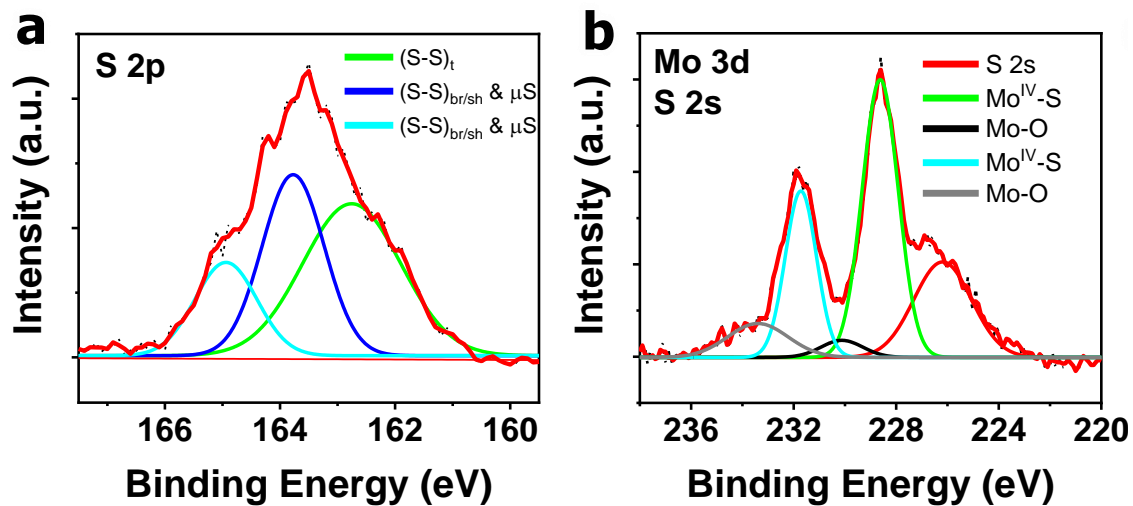 a
S 2p
(S-S)t
(S-S)br/sh & μS
(S-S)br/sh & μS
Intensity (a.u.)
166 164 162 160
Binding Energy (eV)
b
Mo 3d
S 2s
S 2s
MoIV-S
Mo-O
MoIV-S
Mo-O
Intensity (a.u.)
236 232 228 224 220
Binding Energy (eV)